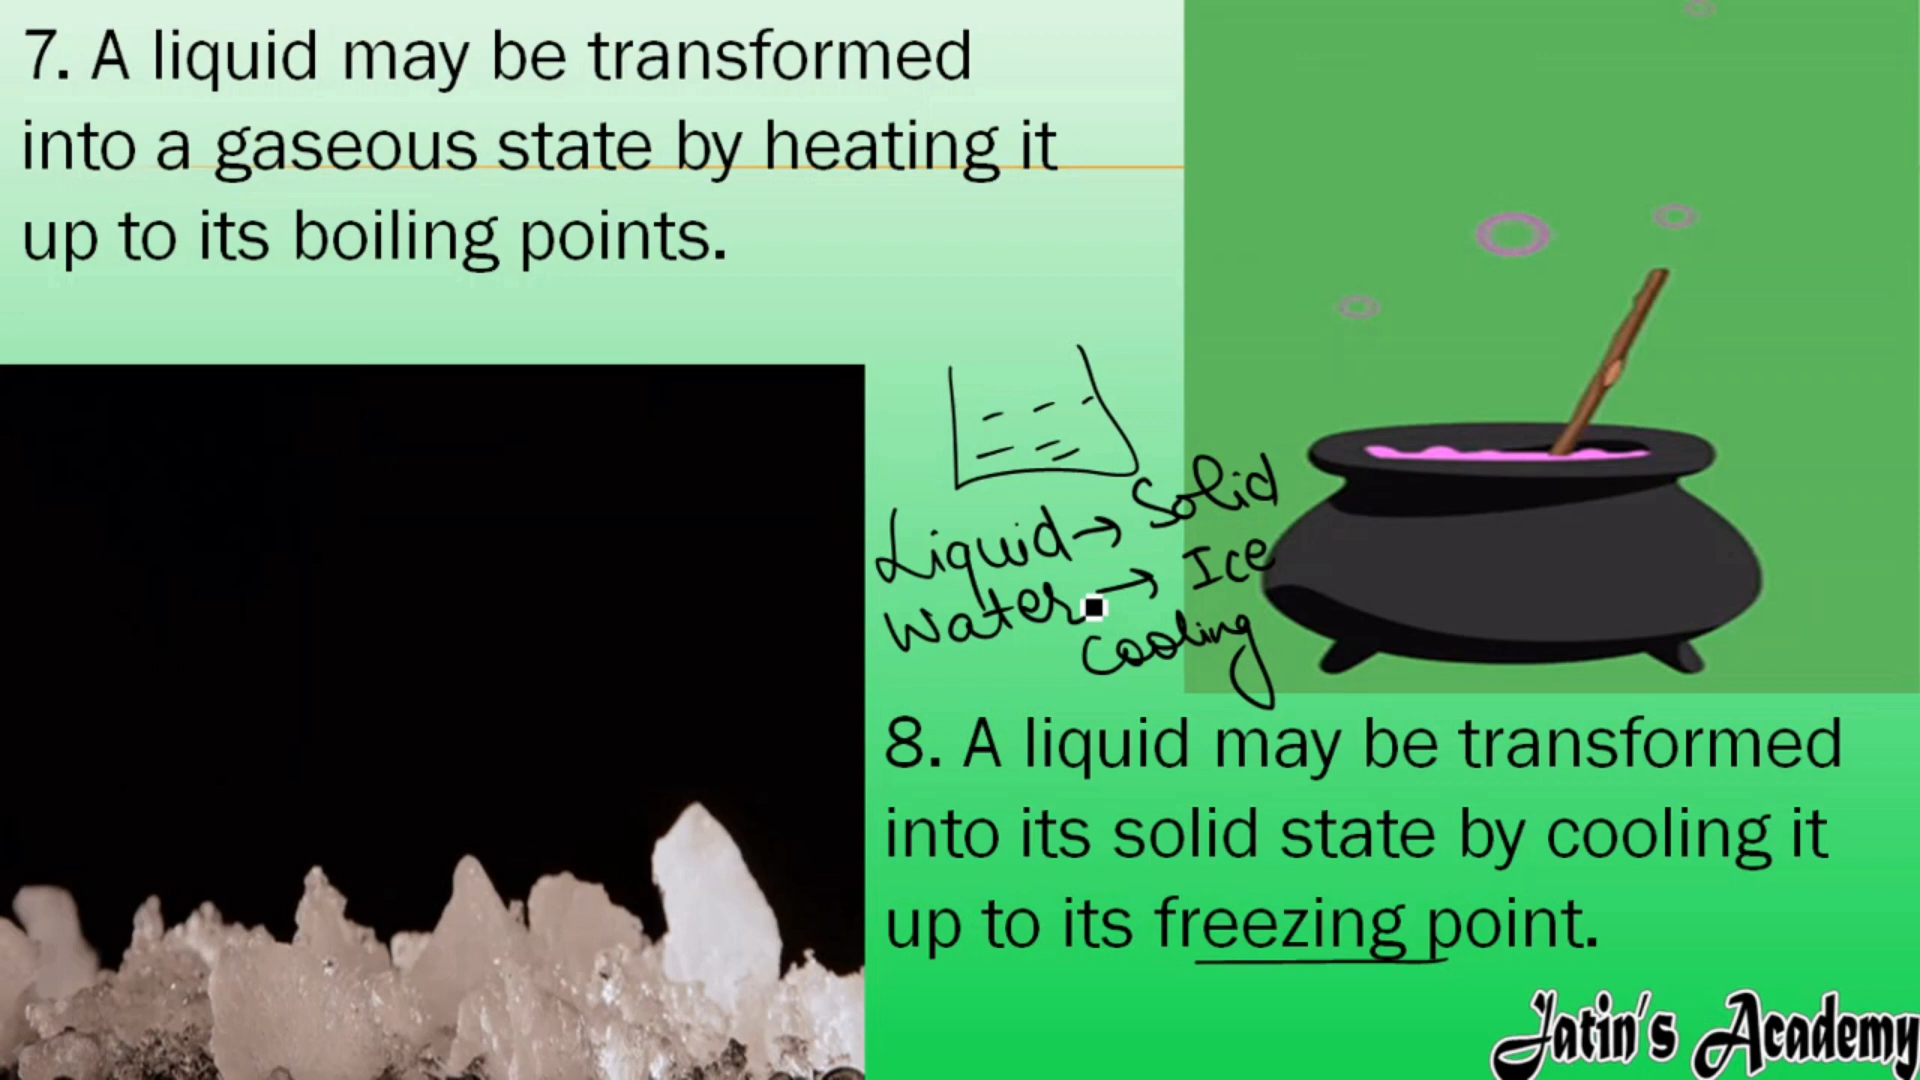 7. A liquid may be transformed
into a gaseous state by heating it
up to its boiling points.
Liquid → Solid
Water → Ice
Cooling
8. A liquid may be transformed
into its solid state by cooling it
up to its freezing point.
Jatin's Academy